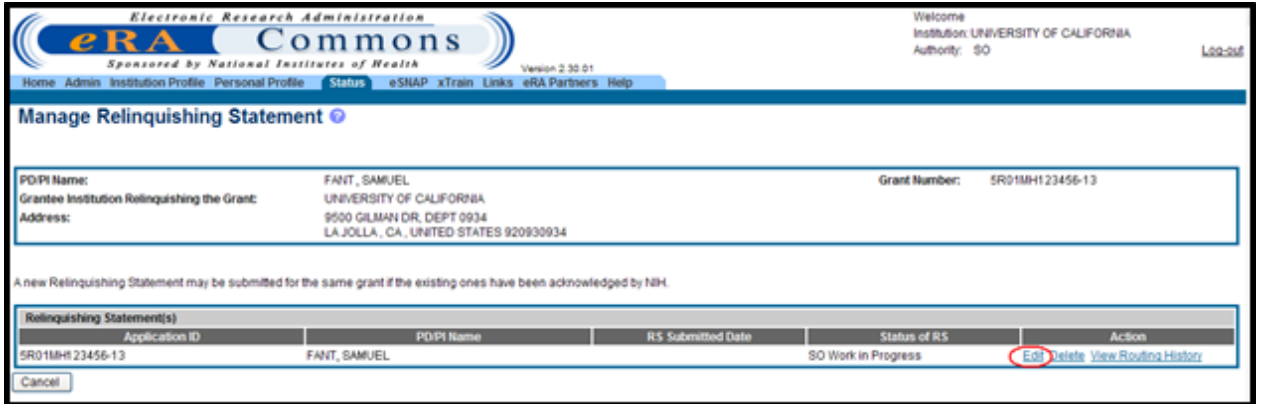 Electronic Research Administration
eRA Commons
Sponsored by National Institutes of Health
Version 2.30.01
Welcome
Institution: UNIVERSITY OF CALIFORNIA
Authority: SO
Log-out
Home Admin Institution Profile Personal Profile Status eSNAP xTrain Links eRA Partners Help
Manage Relinquishing Statement ?
PD/PI Name: FANT, SAMUEL Grant Number: 5R01MH123456-13
Grantee Institution Relinquishing the Grant: UNIVERSITY OF CALIFORNIA
Address: 9500 GILMAN DR, DEPT 0934
LA JOLLA , CA , UNITED STATES 920930934
A new Relinquishing Statement may be submitted for the same grant if the existing ones have been acknowledged by NIH.
Relinquishing Statement(s)
Application ID PD/PI Name RS Submitted Date Status of RS Action
5R01MH123456-13 FANT, SAMUEL SO Work in Progress Edit Delete View Routing History
Cancel